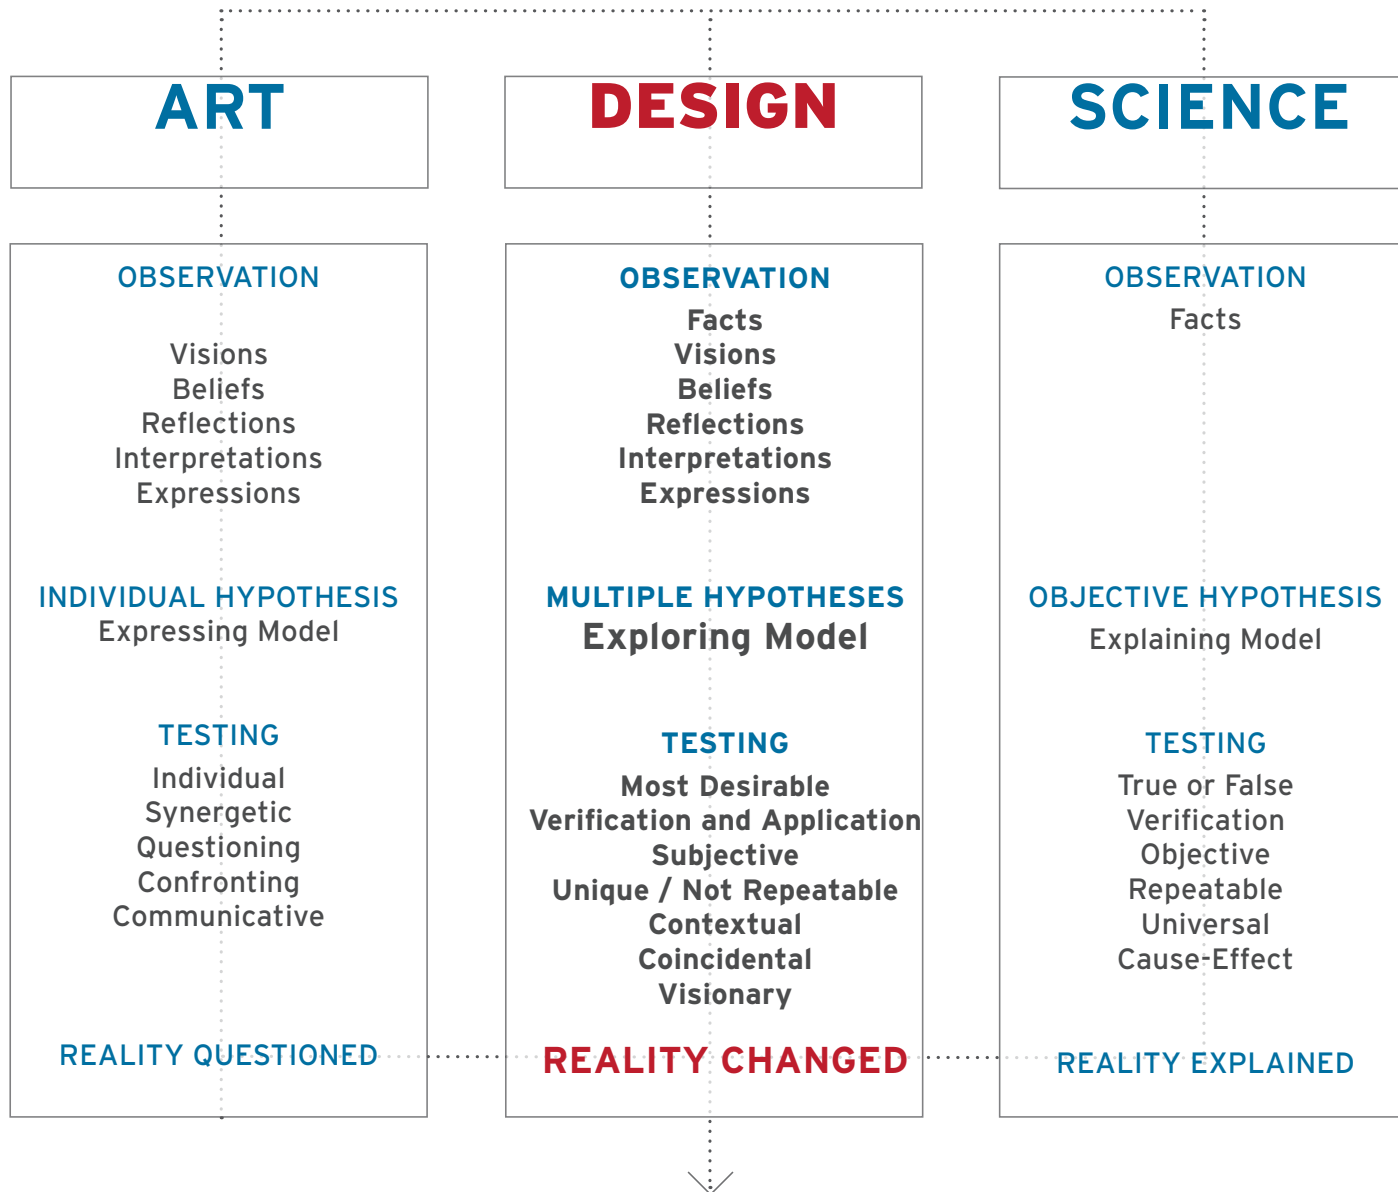 ART
OBSERVATION
Visions
Beliefs
Reflections
Interpretations
Expressions
INDIVIDUAL HYPOTHESIS
Expressing Model
TESTING
Individual
Synergetic
Questioning
Confronting
Communicative
REALITY QUESTIONED
DESIGN
OBSERVATION
Facts
Visions
Beliefs
Reflections
Interpretations
Expressions
MULTIPLE HYPOTHESES
Exploring Model
TESTING
Most Desirable
Verification and Application
Subjective
Unique / Not Repeatable
Contextual
Coincidental
Visionary
REALITY CHANGED
SCIENCE
OBSERVATION
Facts
OBJECTIVE HYPOTHESIS
Explaining Model
TESTING
True or False
Verification
Objective
Repeatable
Universal
Cause-Effect
REALITY EXPLAINED